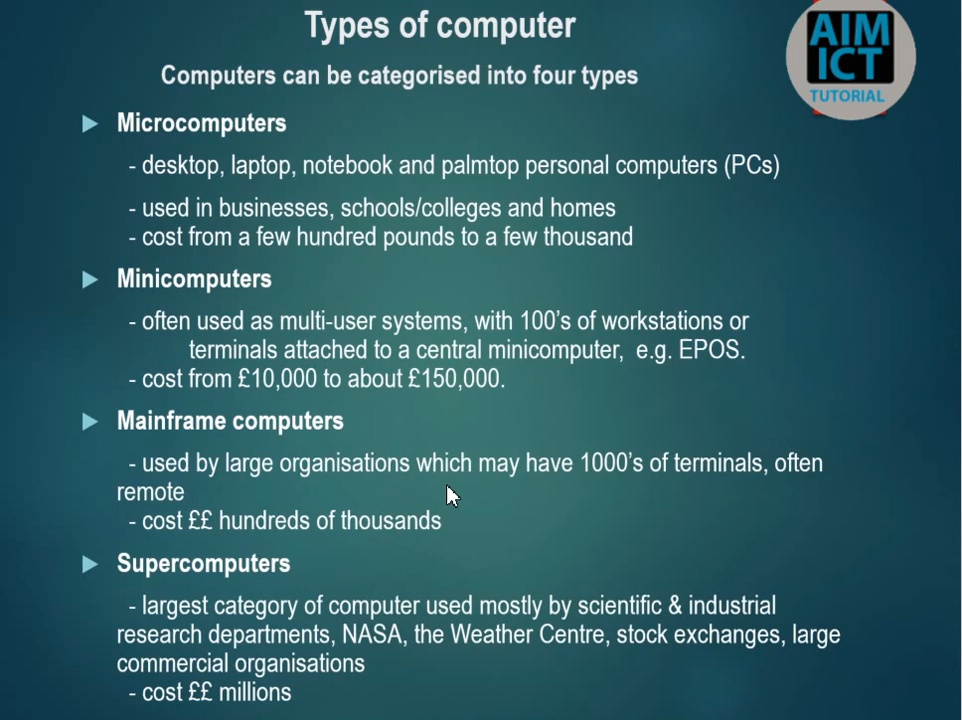 Types of computer
AIM
ICT
TUTORIAL
Computers can be categorised into four types
Microcomputers
- desktop, laptop, notebook and palmtop personal computers (PCs)
- used in businesses, schools/colleges and homes
- cost from a few hundred pounds to a few thousand
Minicomputers
- often used as multi-user systems, with 100’s of workstations or
terminals attached to a central minicomputer,  e.g. EPOS.
- cost from £10,000 to about £150,000.
Mainframe computers
- used by large organisations which may have 1000’s of terminals, often
remote
- cost ££ hundreds of thousands
Supercomputers
- largest category of computer used mostly by scientific & industrial
research departments, NASA, the Weather Centre, stock exchanges, large
commercial organisations
- cost ££ millions